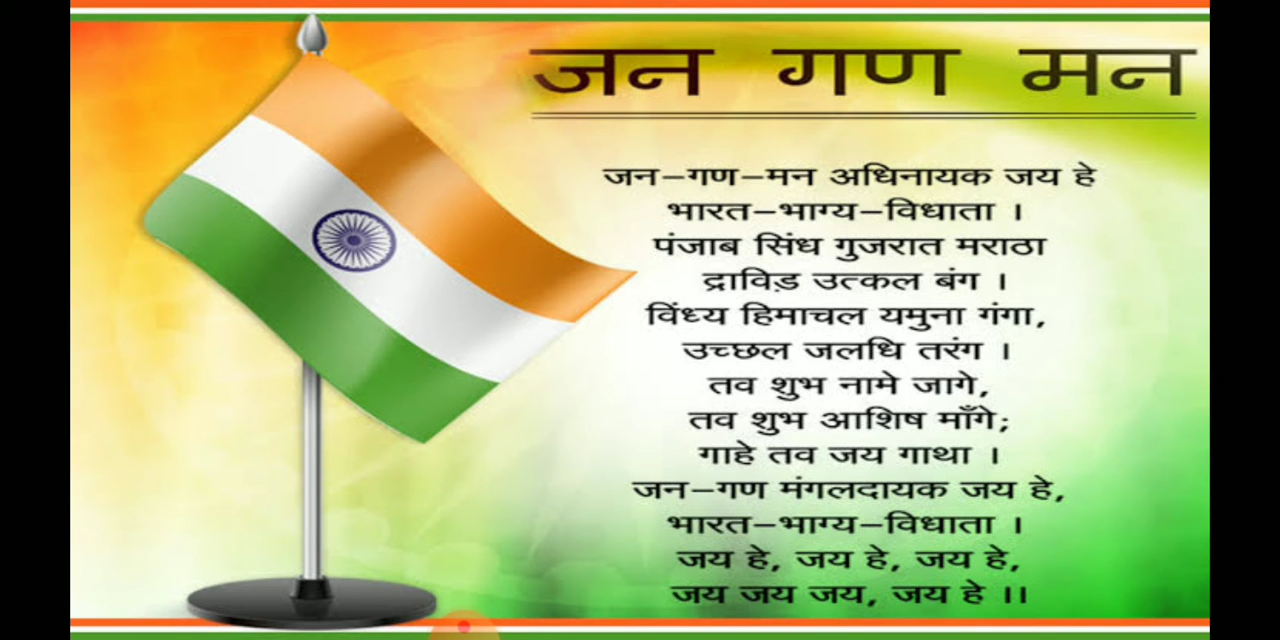 जन गण मन
जन-गण-मन अधिनायक जय हे
भारत-भाग्य-विधाता ।
पंजाब सिंध गुजरात मराठा
द्राविड़ उत्कल बंग ।
विंध्य हिमाचल यमुना गंगा,
उच्छल जलधि तरंग ।
तव शुभ नामे जागे,
तव शुभ आशिष माँगे;
गाहे तव जय गाथा ।
जन-गण मंगलदायक जय हे,
भारत-भाग्य-विधाता ।
जय हे, जय हे, जय हे,
जय जय जय, जय हे ।।